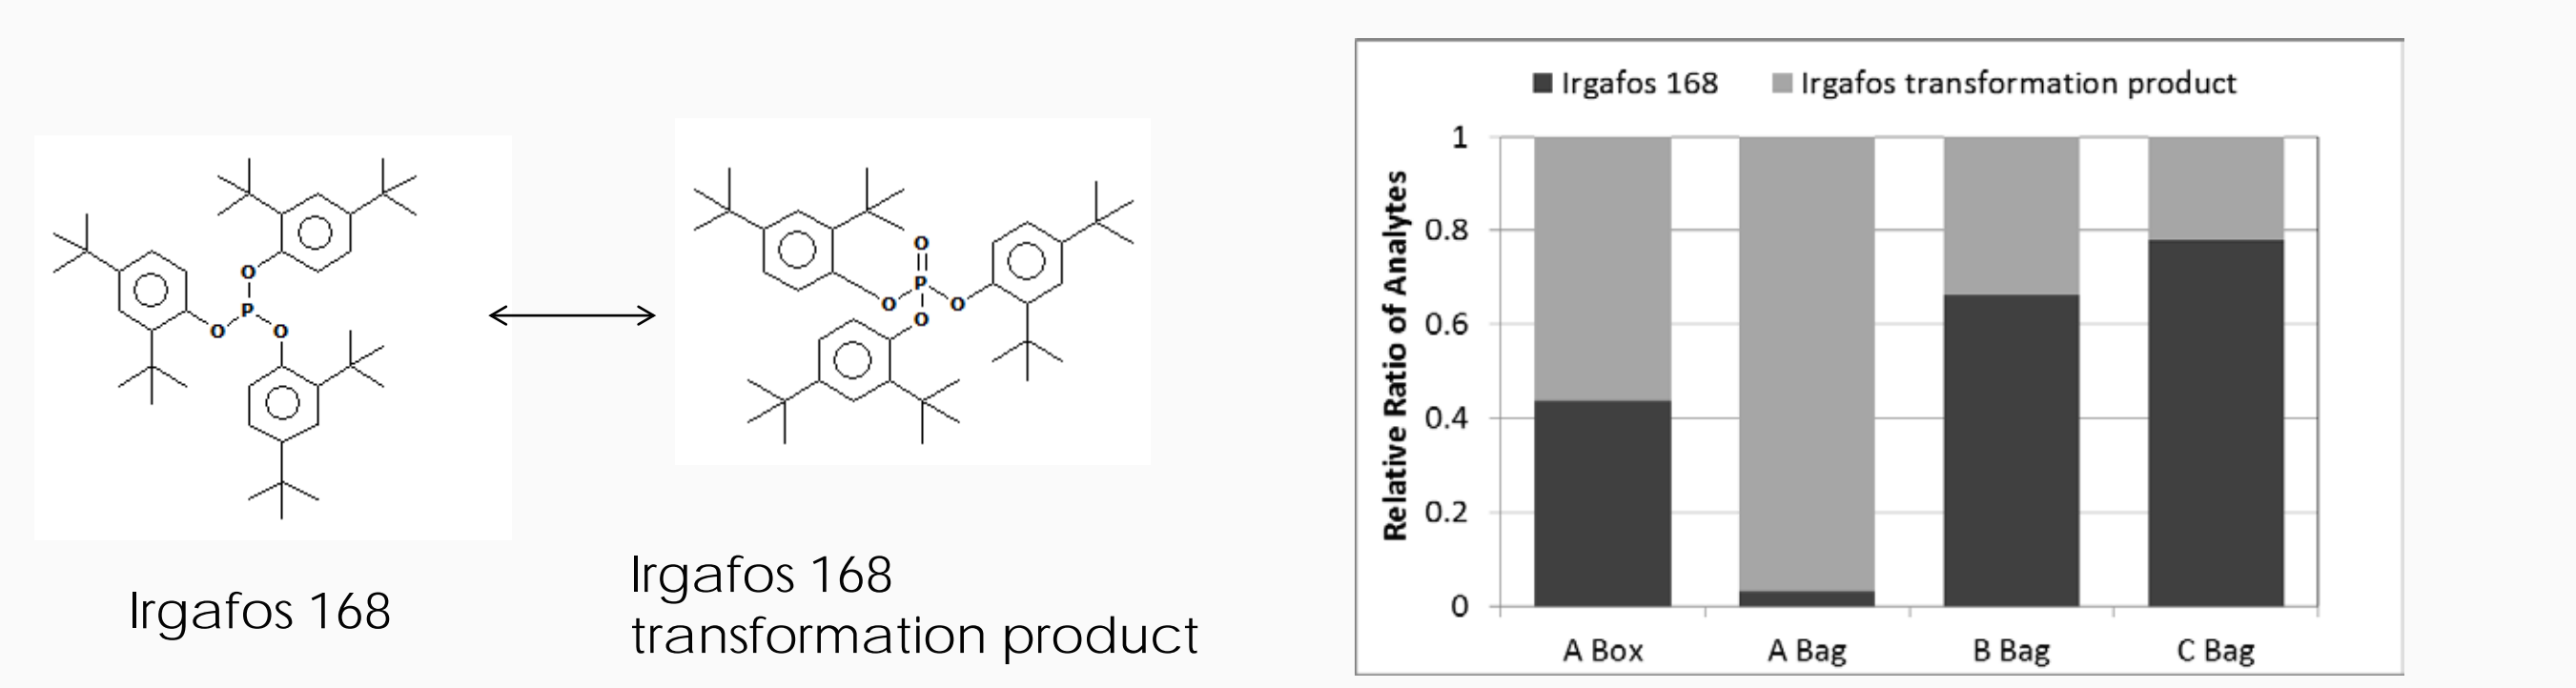 O
P
O
O
Irgafos 168
O
P
O
O
O
Irgafos 168
transformation product
Irgafos 168
Irgafos transformation product
Relative Ratio of Analytes
1
0.8
0.6
0.4
0.2
0
A Box
A Bag
B Bag
C Bag